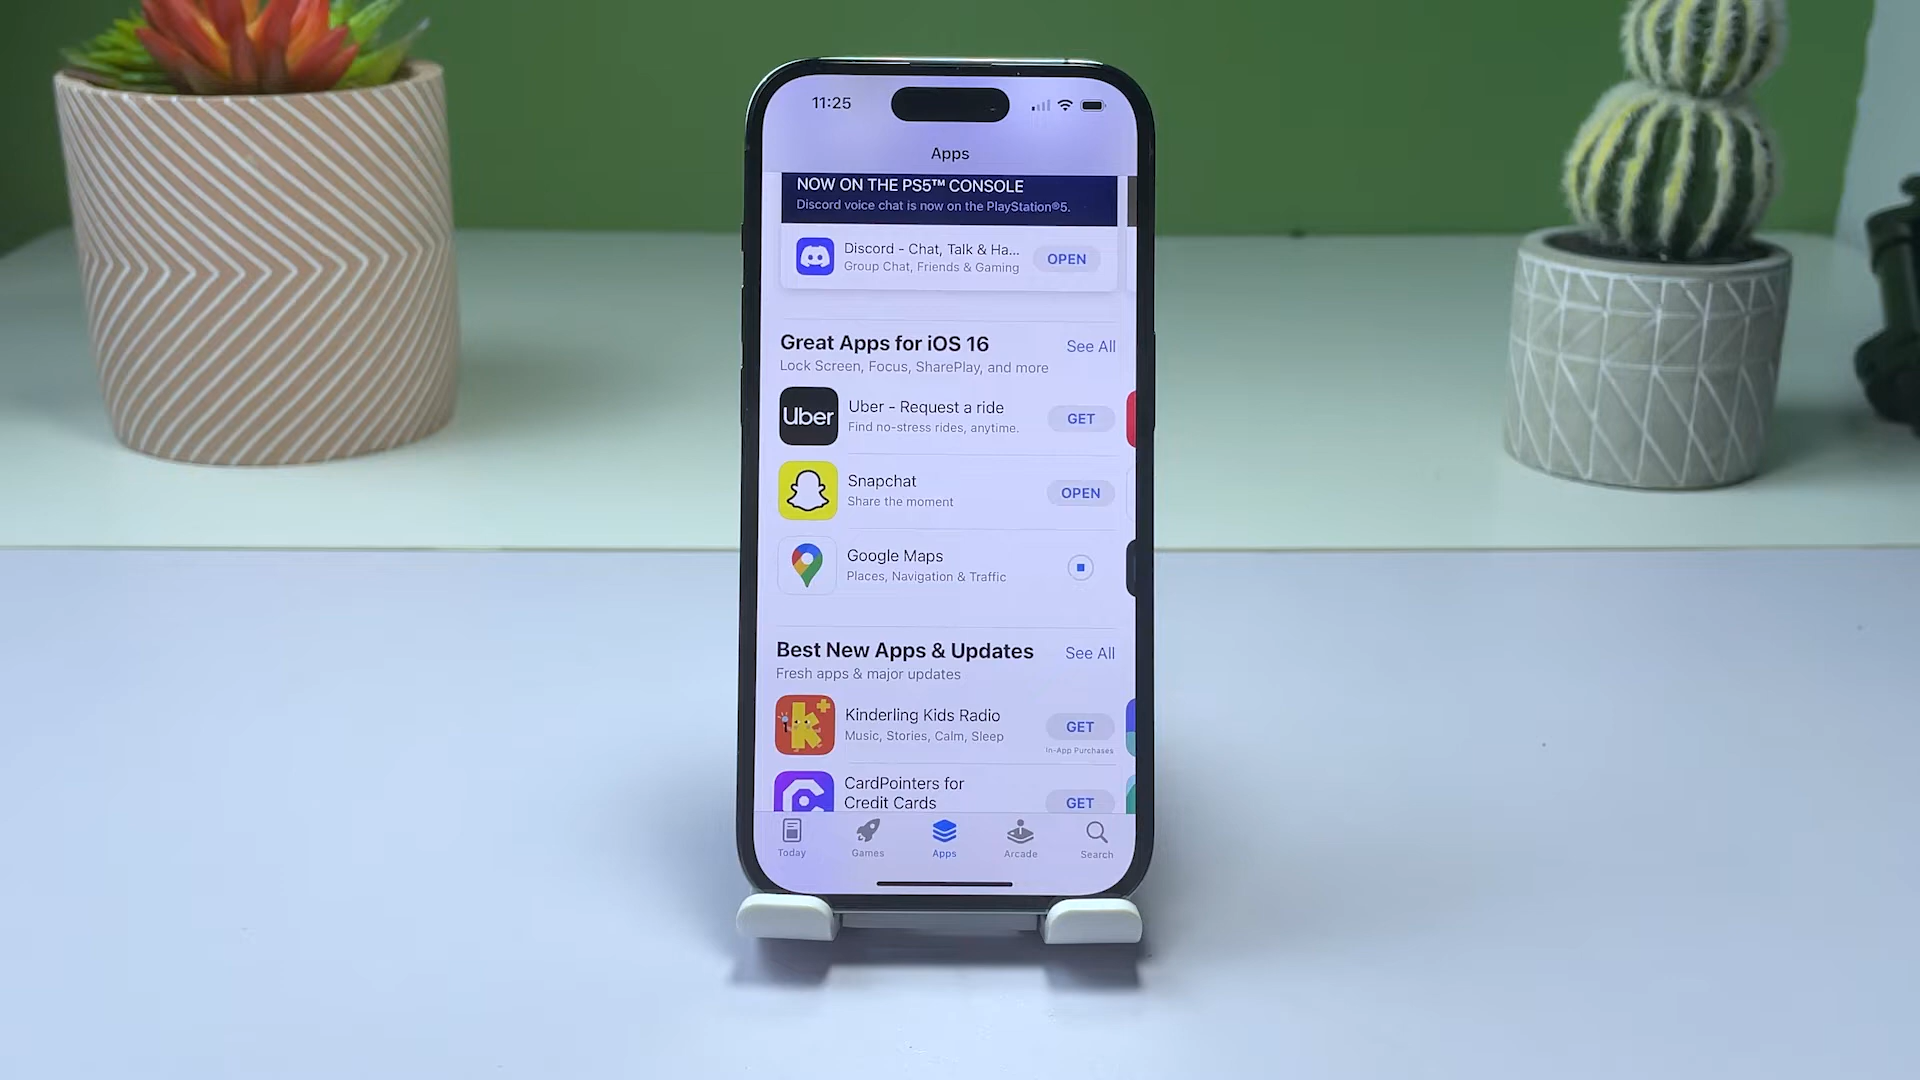 11:25
Apps
NOW ON THE PS5™ CONSOLE
Discord voice chat is now on the PlayStation®5.
Discord - Chat, Talk & Ha...
Group Chat, Friends & Gaming
OPEN
Great Apps for iOS 16
See All
Lock Screen, Focus, SharePlay, and more
Uber
Uber - Request a ride
Find no-stress rides, anytime.
GET
Snapchat
Share the moment
OPEN
Google Maps
Places, Navigation & Traffic
Best New Apps & Updates
See All
Fresh apps & major updates
k+
Kinderling Kids Radio
Music, Stories, Calm, Sleep
GET
In-App Purchases
CardPointers for
Credit Cards
GET
Today
Games
Apps
Arcade
Search